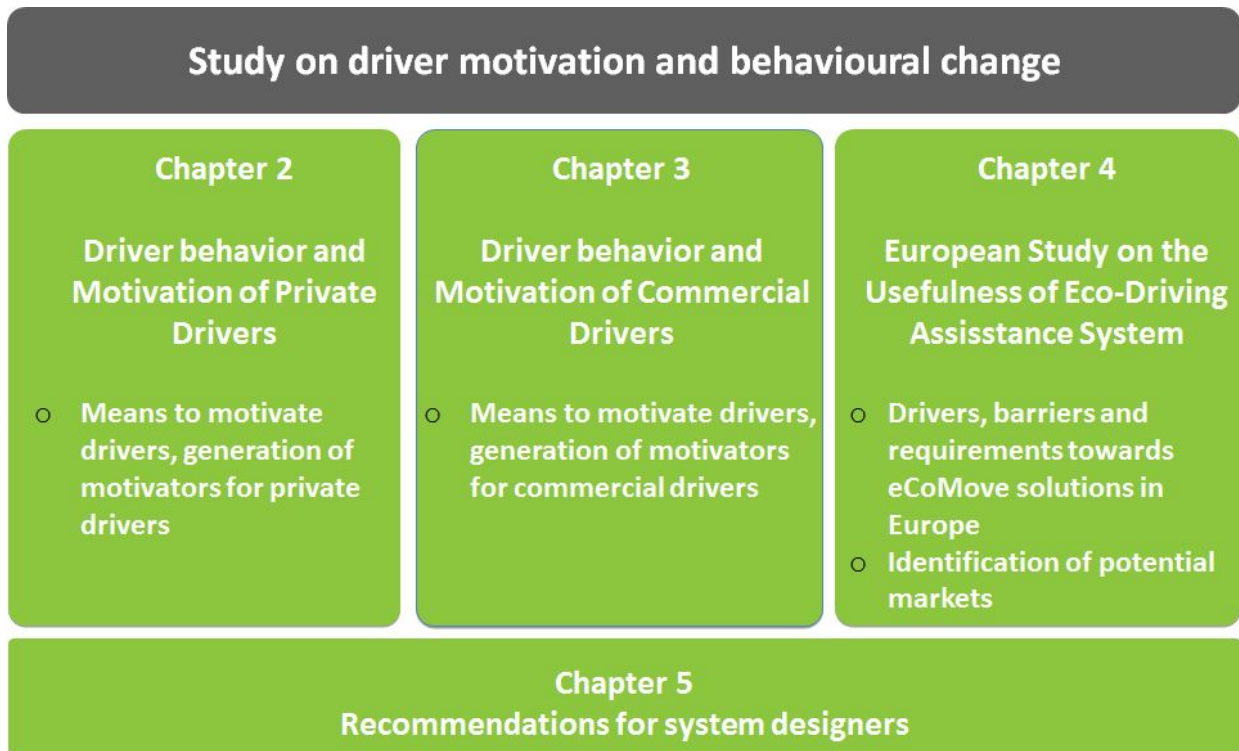 Study on driver motivation and behavioural change
Chapter 2
Driver behavior and
Motivation of Private
Drivers
o Means to motivate
drivers, generation of
motivators for private
drivers
Chapter 3
Driver behavior and
Motivation of Commercial
Drivers
o Means to motivate drivers,
generation of motivators
for commercial drivers
Chapter 4
European Study on the
Usefulness of Eco-Driving
Assisstance System
o Drivers, barriers and
requirements towards
eCoMove solutions in
Europe
o Identification of potential
markets
Chapter 5
Recommendations for system designers